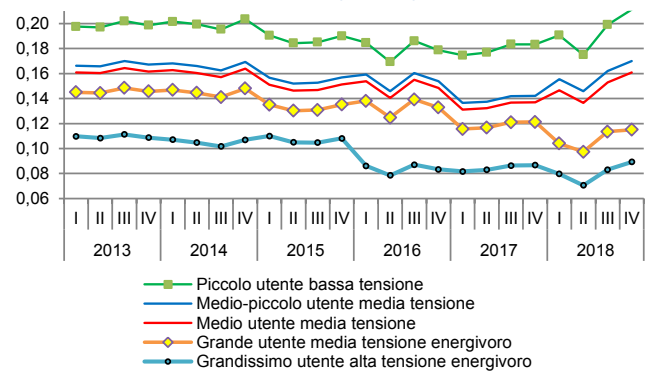 0,20
0,18
0,16
0,14
0,12
0,10
0,08
0,06
I II III IV I II III IV I II III IV I II III IV I II III IV I II III IV
2013 2014 2015 2016 2017 2018
Piccolo utente bassa tensione
Medio-piccolo utente media tensione
Medio utente media tensione
Grande utente media tensione energivoro
Grandissimo utente alta tensione energivoro